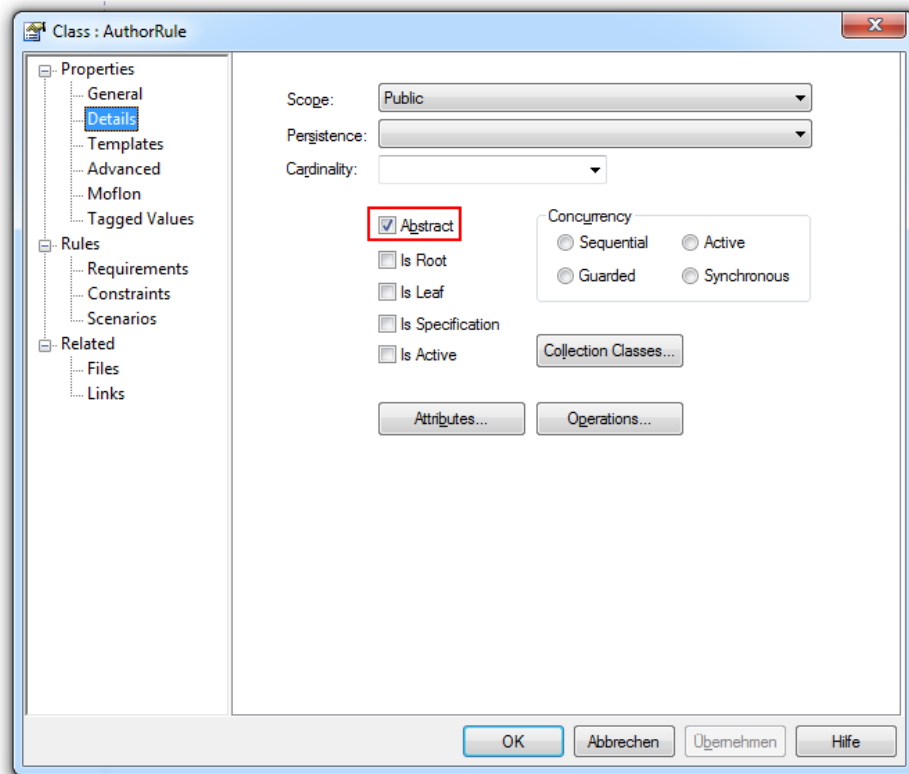 Class : AuthorRule
Properties
General
Details
Templates
Advanced
Moflon
Tagged Values
Rules
Requirements
Constraints
Scenarios
Related
Files
Links
Scope:
Public
Persistence:
Cardinality:
Abstract
Is Root
Is Leaf
Is Specification
Is Active
Concurrency
Sequential
Active
Guarded
Synchronous
Collection Classes...
Attributes...
Operations...
OK
Abbrechen
Übernehmen
Hilfe